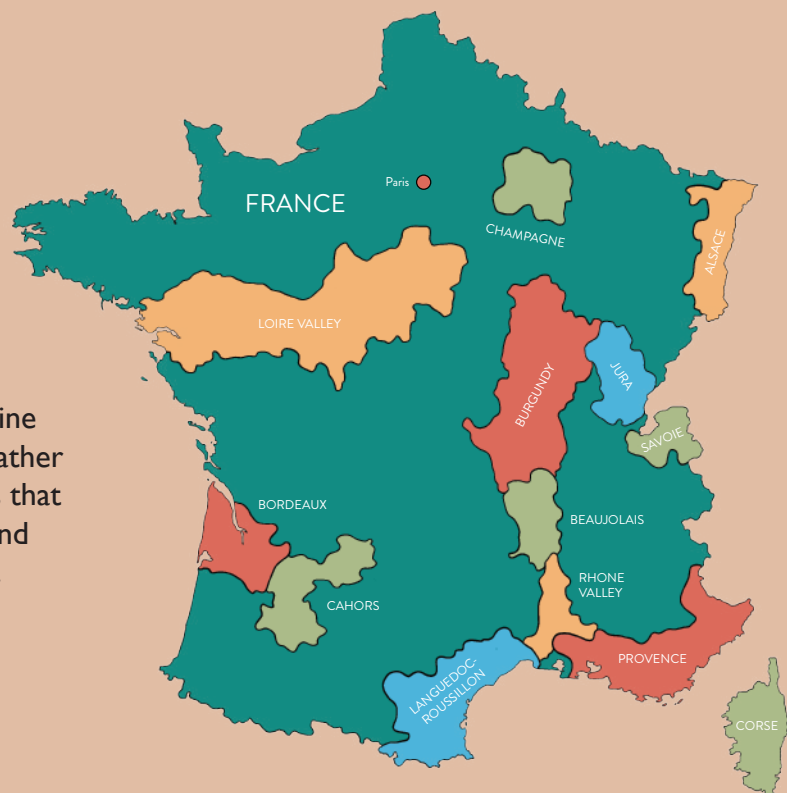 Paris
FRANCE
CHAMPAGNE
ALSACE
LOIRE VALLEY
BURGUNDY
JURA
ine
ather
that
nd
SAVOIE
BORDEAUX
BEAUJOLAIS
CAHORS
RHONE
VALLEY
PROVENCE
LANGUEDOC-
ROUSSILLON
CORSE